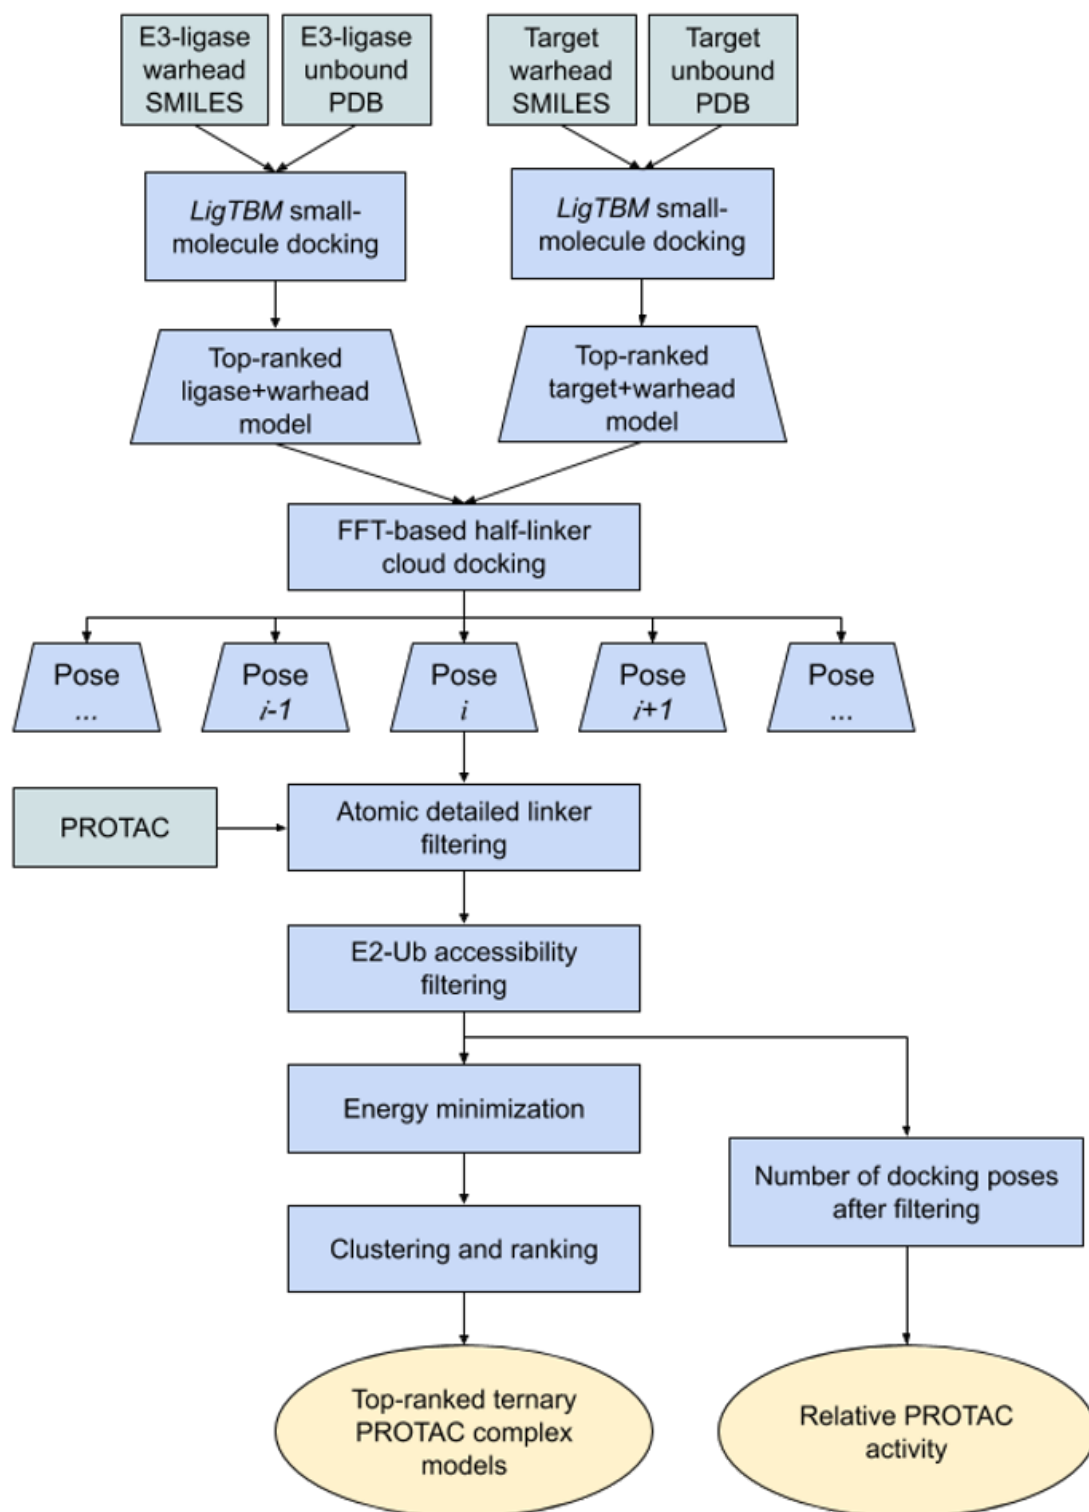 E3-ligase
warhead
SMILES
E3-ligase
unbound
PDB
Target
warhead
SMILES
Target
unbound
PDB
LigTBM small-
molecule docking
LigTBM small-
molecule docking
Top-ranked
ligase+warhead
model
Top-ranked
target+warhead
model
FFT-based half-linker
cloud docking
Pose
...
Pose
i-1
Pose
i
Pose
i+1
Pose
...
PROTAC
Atomic detailed linker
filtering
E2-Ub accessibility
filtering
Energy minimization
Number of docking poses
after filtering
Clustering and ranking
Top-ranked ternary
PROTAC complex
models
Relative PROTAC
activity